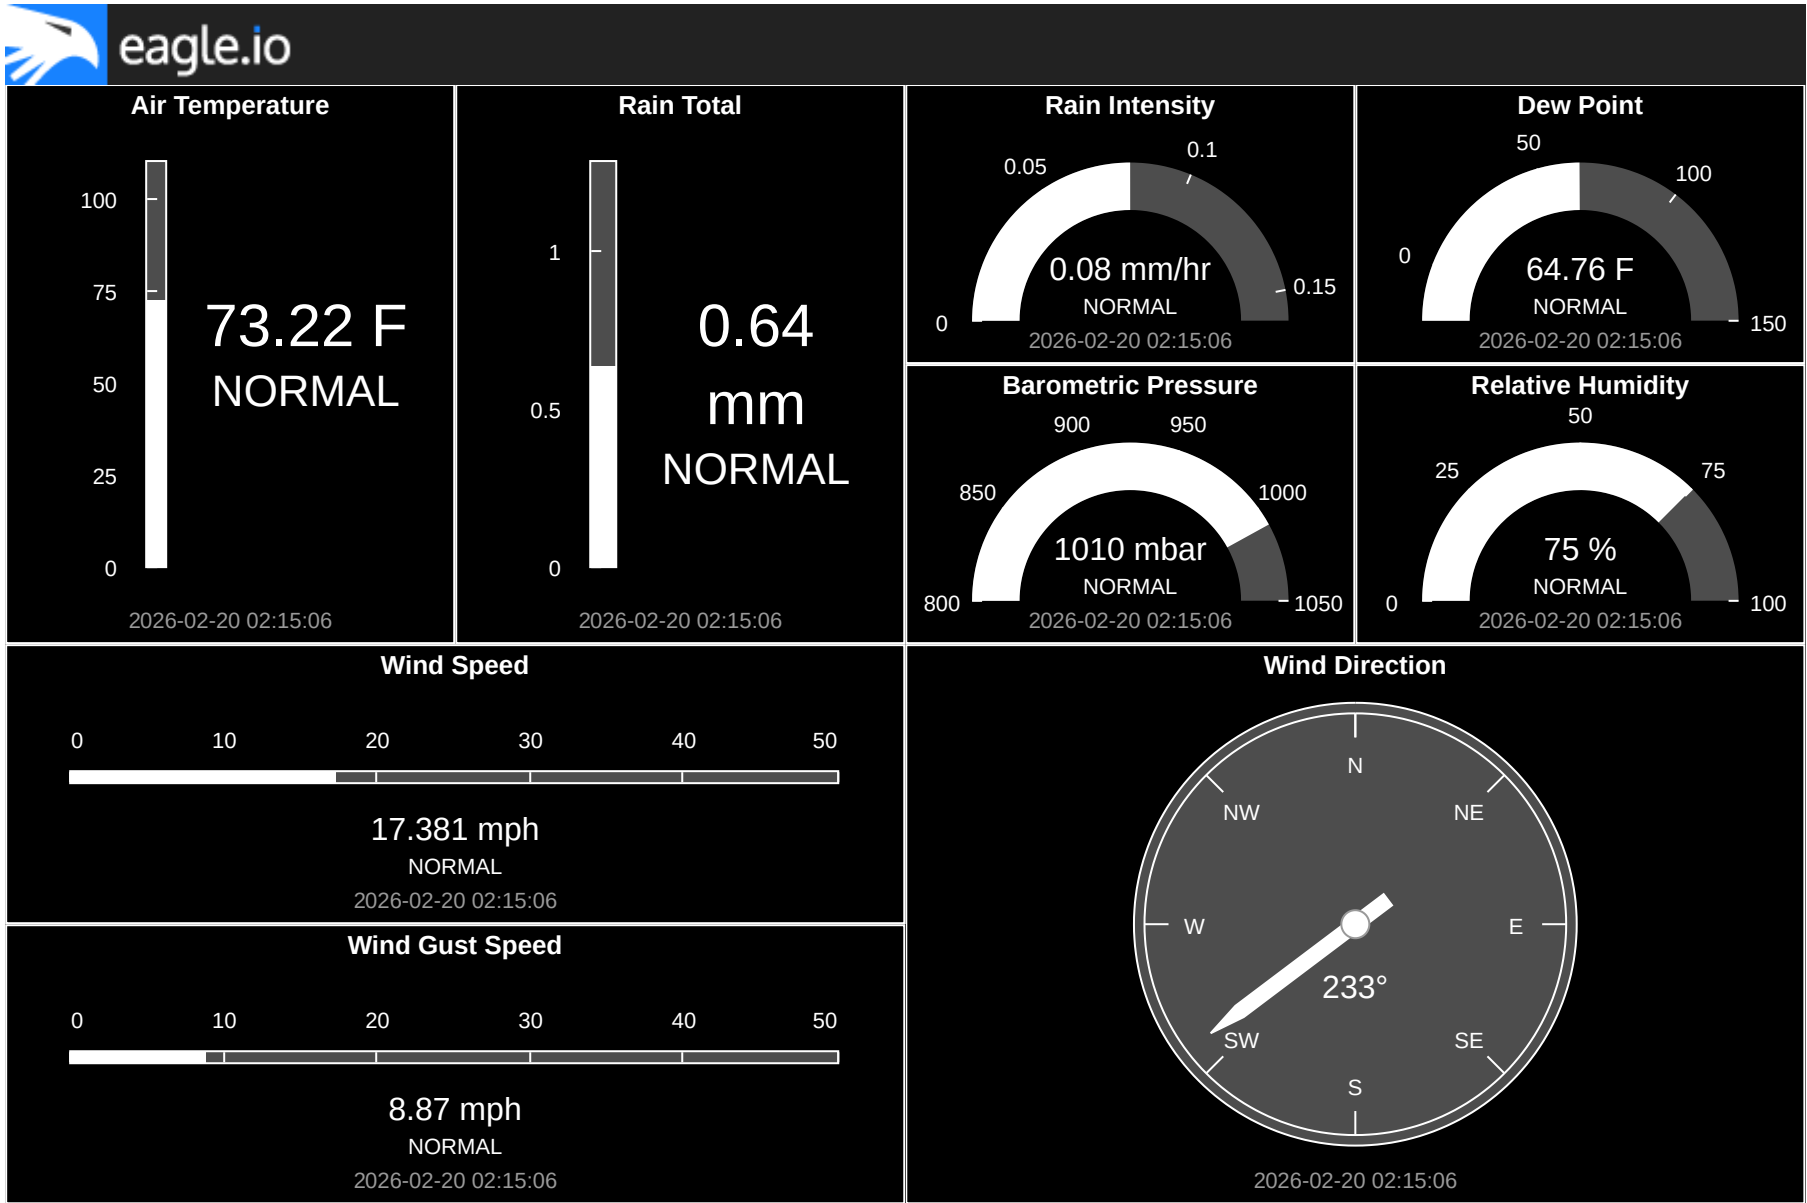 eagle.io
Air Temperature
100
75
50
25
0
73.22 F
NORMAL
2026-02-20 02:15:06
Rain Total
1
0.5
0
0.64
mm
NORMAL
2026-02-20 02:15:06
Rain Intensity
0
0.05
0.1
0.15
0.08 mm/hr
NORMAL
2026-02-20 02:15:06
Dew Point
0
50
100
150
64.76 F
NORMAL
2026-02-20 02:15:06
Barometric Pressure
800
850
900
950
1000
1050
1010 mbar
NORMAL
2026-02-20 02:15:06
Relative Humidity
0
25
50
75
100
75 %
NORMAL
2026-02-20 02:15:06
Wind Speed
0 10 20 30 40 50
17.381 mph
NORMAL
2026-02-20 02:15:06
Wind Gust Speed
0 10 20 30 40 50
8.87 mph
NORMAL
2026-02-20 02:15:06
Wind Direction
N
NW NE
W E
233°
SW SE
S
2026-02-20 02:15:06